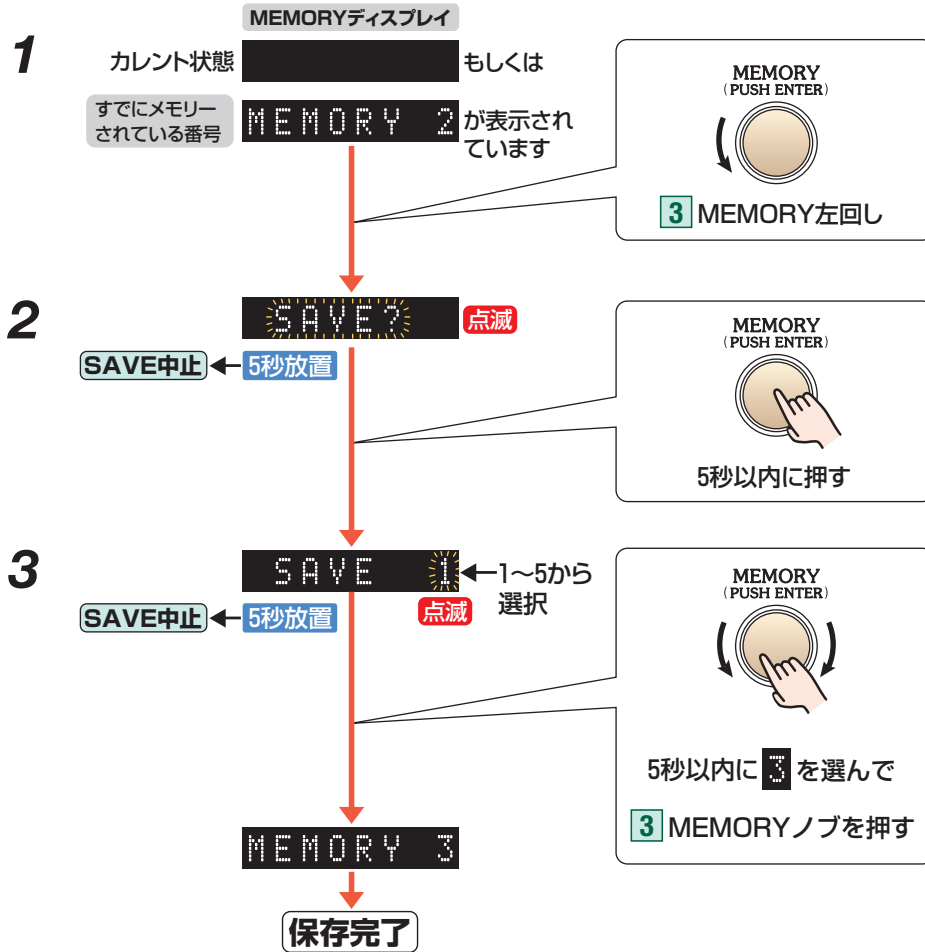 MEMORYディスプレイ
1
カレント状態
もしくは
すでにメモリー
されている番号
MEMORY 2
が表示され
ています
MEMORY
(PUSH ENTER)
3 MEMORY左回し
2
SAVE?
点滅
SAVE中止
5秒放置
MEMORY
(PUSH ENTER)
5秒以内に押す
3
SAVE 1
1〜5から
選択
点滅
SAVE中止
5秒放置
MEMORY
(PUSH ENTER)
5秒以内に 3 を選んで
3 MEMORYノブを押す
MEMORY 3
保存完了